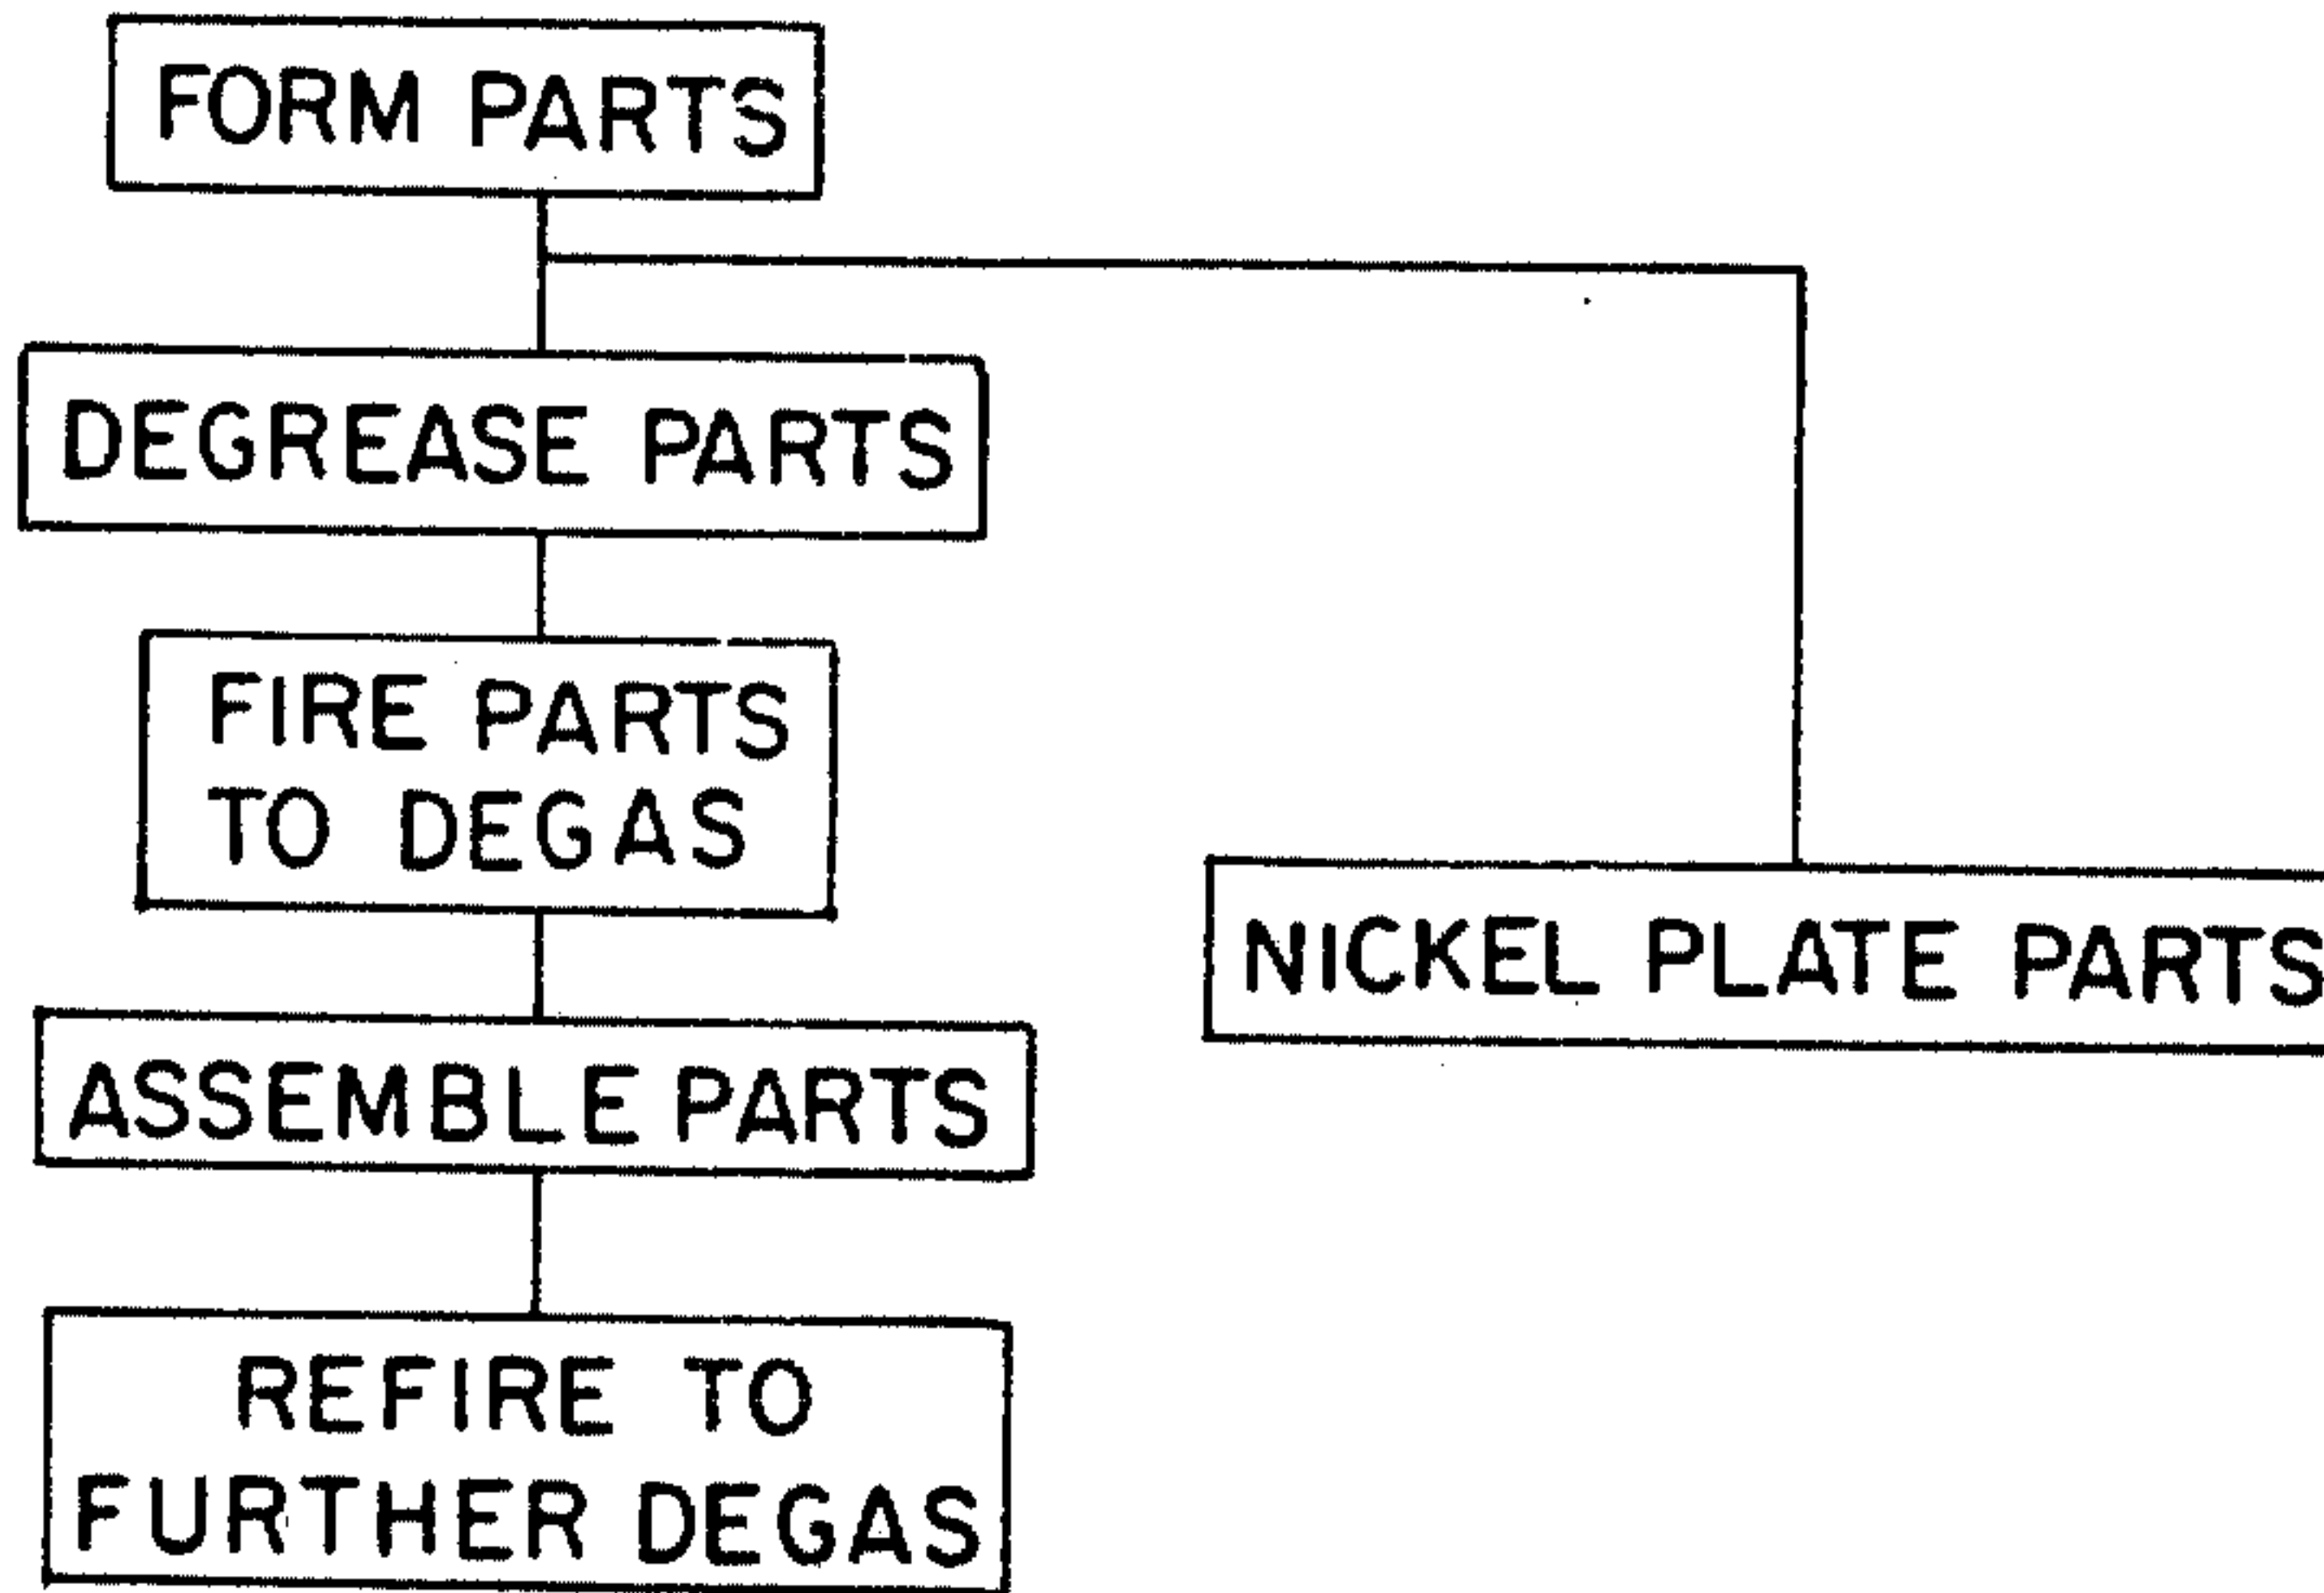 FORM PARTS
DEGREASE PARTS
FIRE PARTS
TO DEGAS
NICKEL PLATE PARTS
ASSEMBLE PARTS
REFIRE TO
FURTHER DEGAS